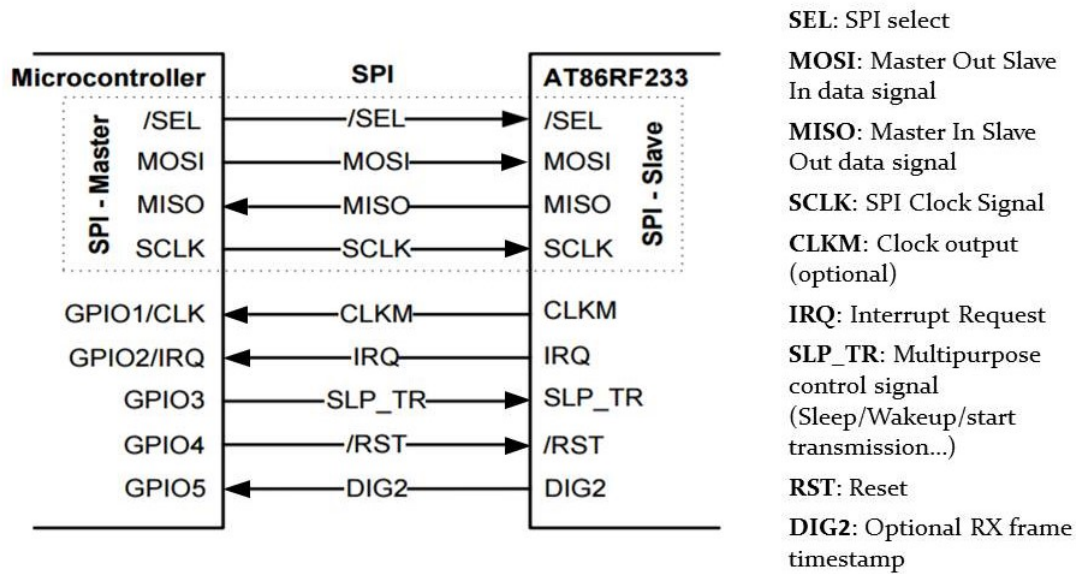 Microcontroller SPI AT86RF233
/SEL /SEL /SEL
MOSI MOSI MOSI
MISO MISO MISO
SCLK SCLK SCLK
SPI - Master
SPI - Slave
GPIO1/CLK CLKM CLKM
GPIO2/IRQ IRQ IRQ
GPIO3 SLP_TR SLP_TR
GPIO4 /RST /RST
GPIO5 DIG2 DIG2
SEL: SPI select
MOSI: Master Out Slave
In data signal
MISO: Master In Slave
Out data signal
SCLK: SPI Clock Signal
CLKM: Clock output
(optional)
IRQ: Interrupt Request
SLP_TR: Multipurpose
control signal
(Sleep/Wakeup/start
transmission...)
RST: Reset
DIG2: Optional RX frame
timestamp